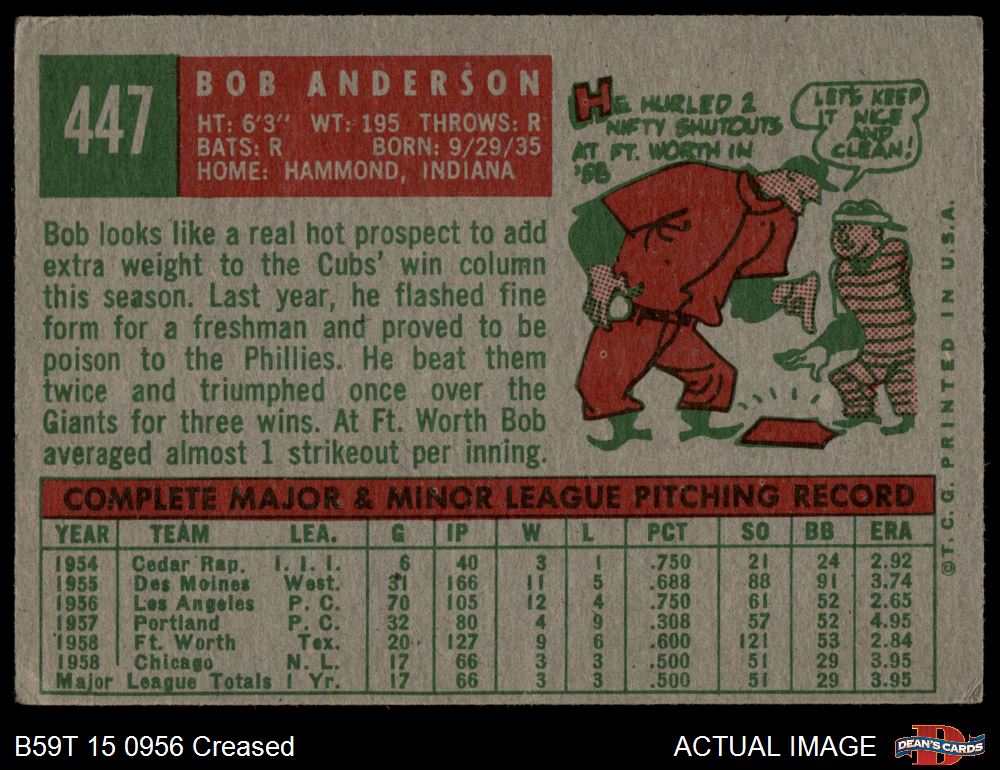 447
BOB ANDERSON
HT: 6'3" WT: 195 THROWS: R
BATS: R BORN: 9/29/35
HOME: HAMMOND, INDIANA
HE HURLED 2
NIFTY SHUTOUTS
AT FT. WORTH IN
'58
LET'S KEEP
IT NICE
AND
CLEAN!
Bob looks like a real hot prospect to add
extra weight to the Cubs' win column
this season. Last year, he flashed fine
form for a freshman and proved to be
poison to the Phillies. He beat them
twice and triumphed once over the
Giants for three wins. At Ft. Worth Bob
averaged almost 1 strikeout per inning.
COMPLETE MAJOR & MINOR LEAGUE PITCHING RECORD
YEAR TEAM LEA. G IP W L PCT SO BB ERA
1954 Cedar Rap. I. I. I. 6 40 3 1 .750 21 24 2.92
1955 Des Moines West. 31 166 11 5 .688 88 91 3.74
1956 Los Angeles P. C. 70 105 12 4 .750 61 52 2.65
1957 Portland P. C. 32 80 4 9 .308 57 52 4.95
1958 Ft. Worth Tex. 20 127 9 6 .600 121 53 2.84
1958 Chicago N. L. 17 66 3 3 .500 51 29 3.95
Major League Totals 1 Yr. 17 66 3 3 .500 51 29 3.95
©T. C. G. PRINTED IN U.S.A.
B59T 15 0956 Creased
ACTUAL IMAGE
DEAN'S CARDS